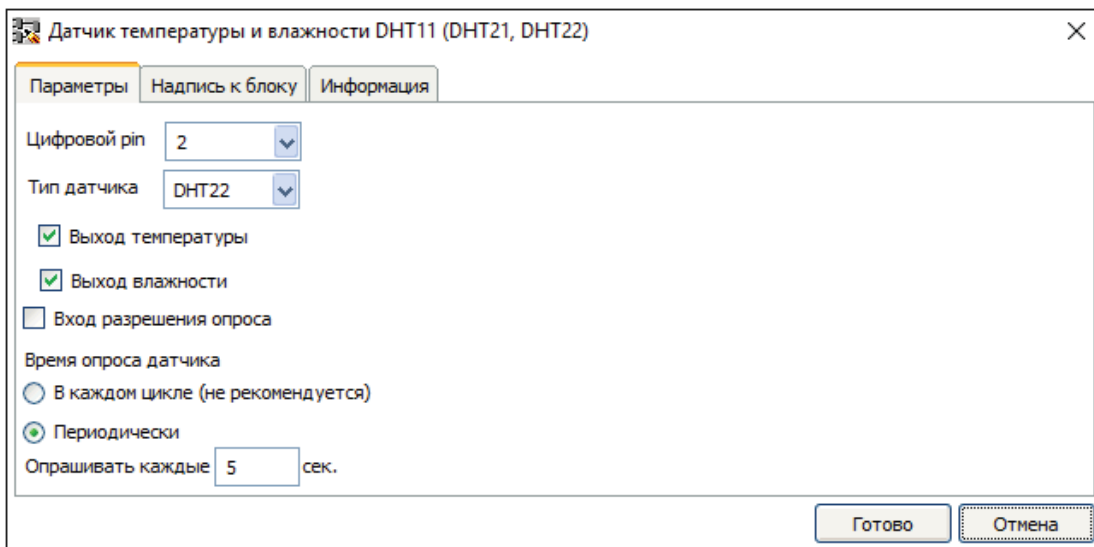 Датчик температуры и влажности DHT11 (DHT21, DHT22)
Параметры Надпись к блоку Информация
Цифровой pin 2
Тип датчика DHT22
Выход температуры
Выход влажности
Вход разрешения опроса
Время опроса датчика
В каждом цикле (не рекомендуется)
Периодически
Опрашивать каждые 5 сек.
Готово Отмена